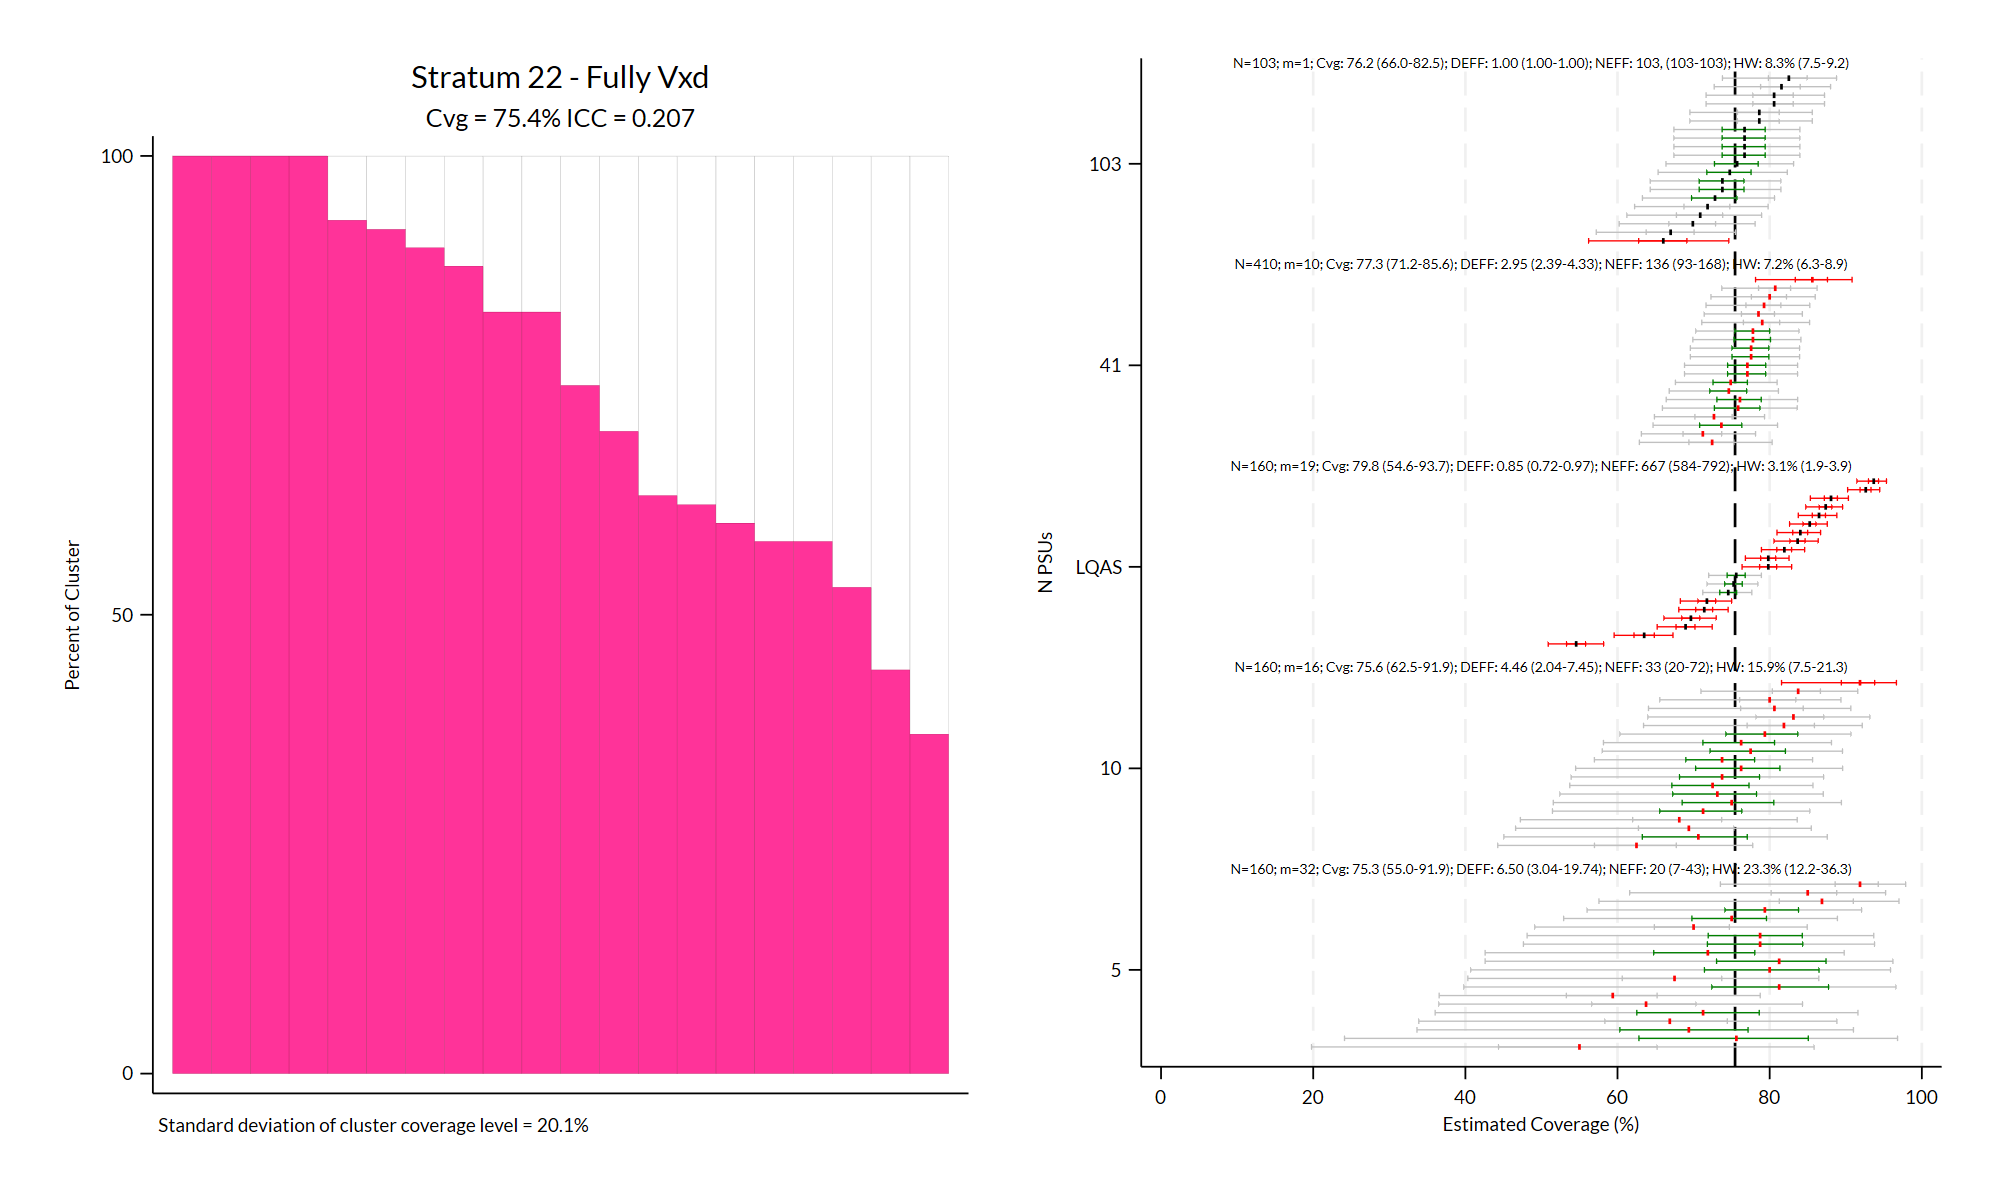 Stratum 22 - Fully Vxd
Cvg = 75.4% ICC = 0.207
100
50
0
Percent of Cluster
Standard deviation of cluster coverage level = 20.1%
N=103; m=1; Cvg: 76.2 (66.0-82.5); DEFF: 1.00 (1.00-1.00); NEFF: 103, (103-103); HW: 8.3% (7.5-9.2)
103
N=410; m=10; Cvg: 77.3 (71.2-85.6); DEFF: 2.95 (2.39-4.33); NEFF: 136 (93-168); HW: 7.2% (6.3-8.9)
41
N=160; m=19; Cvg: 79.8 (54.6-93.7); DEFF: 0.85 (0.72-0.97); NEFF: 667 (584-792); HW: 3.1% (1.9-3.9)
LQAS
N=160; m=16; Cvg: 75.6 (62.5-91.9); DEFF: 4.46 (2.04-7.45); NEFF: 33 (20-72); HW: 15.9% (7.5-21.3)
10
N=160; m=32; Cvg: 75.3 (55.0-91.9); DEFF: 6.50 (3.04-19.74); NEFF: 20 (7-43); HW: 23.3% (12.2-36.3)
5
N PSUs
0 20 40 60 80 100
Estimated Coverage (%)